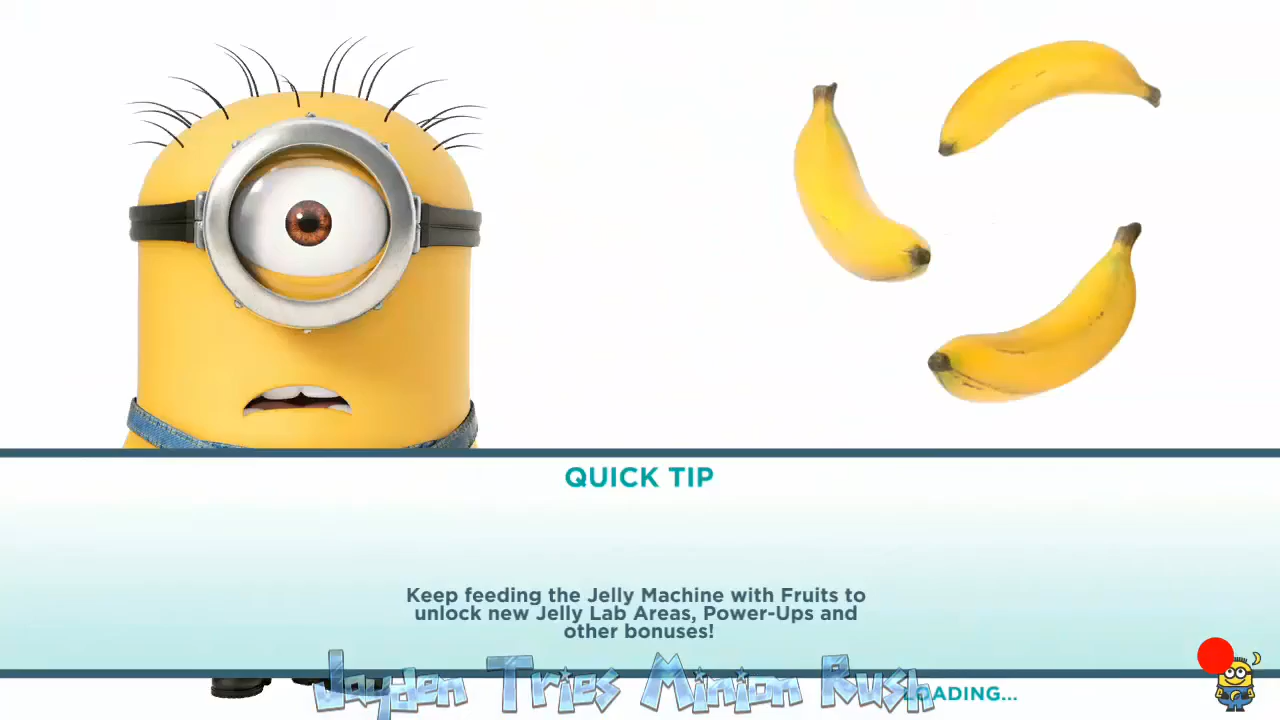 QUICK TIP
Keep feeding the Jelly Machine with Fruits to
unlock new Jelly Lab Areas, Power-Ups and
other bonuses!
Jayden Tries Minion Rush
LOADING...